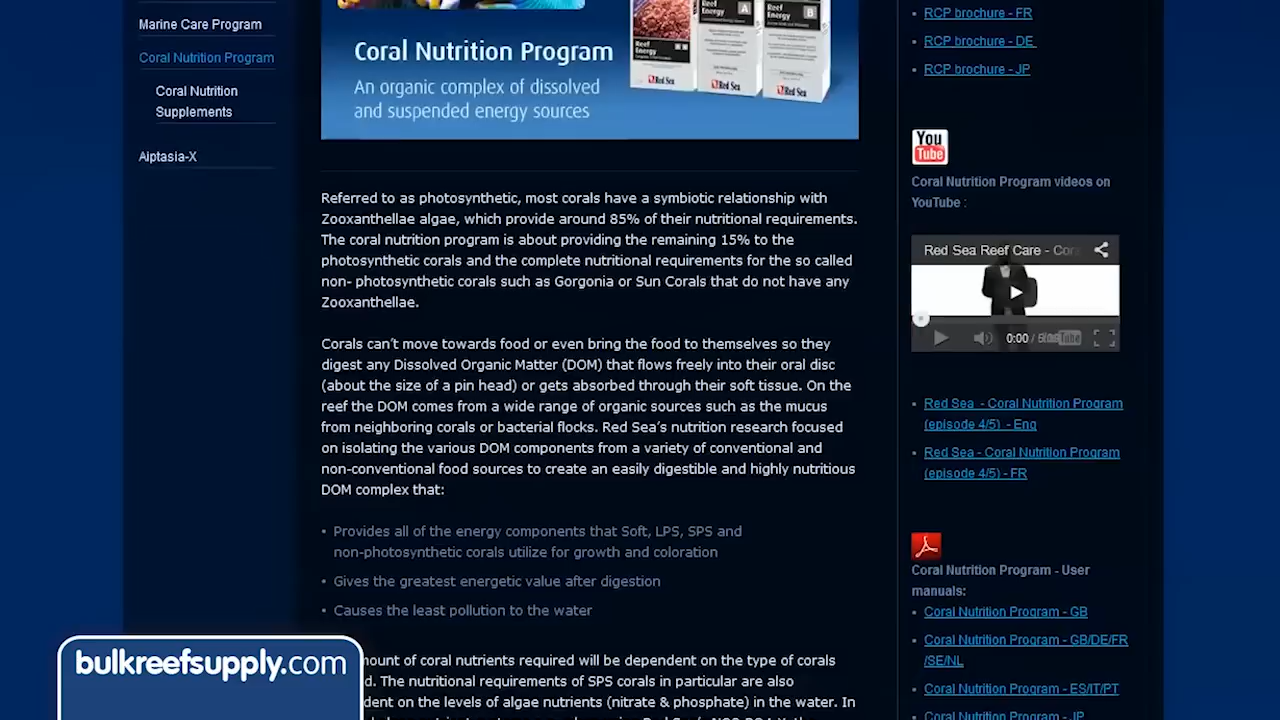 Marine Care Program
Coral Nutrition Program
Coral Nutrition
Supplements
Aiptasia-X
Coral Nutrition Program
An organic complex of dissolved
and suspended energy sources
Reef
Energy
Reef
Energy
A
Reef
Energy
B
Red Sea
Red Sea
Red Sea
Referred to as photosynthetic, most corals have a symbiotic relationship with
Zooxanthellae algae, which provide around 85% of their nutritional requirements.
The coral nutrition program is about providing the remaining 15% to the
photosynthetic corals and the complete nutritional requirements for the so called
non- photosynthetic corals such as Gorgonia or Sun Corals that do not have any
Zooxanthellae.
Corals can't move towards food or even bring the food to themselves so they
digest any Dissolved Organic Matter (DOM) that flows freely into their oral disc
(about the size of a pin head) or gets absorbed through their soft tissue. On the
reef the DOM comes from a wide range of organic sources such as the mucus
from neighboring corals or bacterial flocks. Red Sea's nutrition research focused
on isolating the various DOM components from a variety of conventional and
non-conventional food sources to create an easily digestible and highly nutritious
DOM complex that:
• Provides all of the energy components that Soft, LPS, SPS and
non-photosynthetic corals utilize for growth and coloration
• Gives the greatest energetic value after digestion
• Causes the least pollution to the water
mount of coral nutrients required will be dependent on the type of corals
d. The nutritional requirements of SPS corals in particular are also
dent on the levels of algae nutrients (nitrate & phosphate) in the water. In
RCP brochure - FR
RCP brochure - DE
RCP brochure - JP
You
Tube
Coral Nutrition Program videos on
YouTube :
Red Sea Reef Care - Cora
0:00 /
Red Sea - Coral Nutrition Program
(episode 4/5) - Eng
Red Sea - Coral Nutrition Program
(episode 4/5) - FR
Coral Nutrition Program - User
manuals:
Coral Nutrition Program - GB
Coral Nutrition Program - GB/DE/FR
/SE/NL
Coral Nutrition Program - ES/IT/PT
Coral Nutrition Program - JP
bulkreefsupply.com